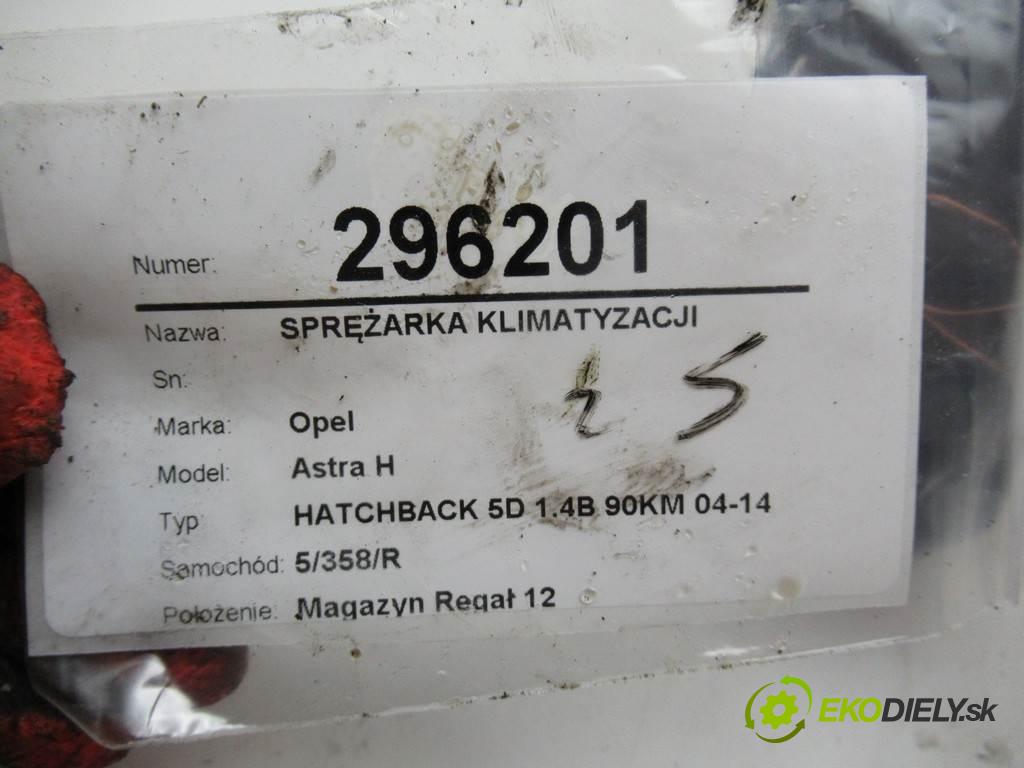 Numer: 296201
Nazwa: SPRĘŻARKA KLIMATYZACJI
Sn:
Marka: Opel
Model: Astra H
Typ HATCHBACK 5D 1.4B 90KM 04-14
Samochód: 5/358/R
Położenie: Magazyn Regał 12
EKODIELY.sk